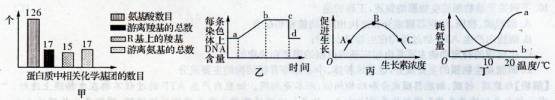 个
126
17
15
17
氨基酸数目
游离羧基的总数
R基上的羧基
游离氨基的总数
蛋白质中相关化学基团的数目
甲
每条染色体上DNA含量
a
b
c
d
时间
乙
促进生长
A
B
C
生长素浓度
丙
耗氧量
a
b
10
20
温度/℃
丁